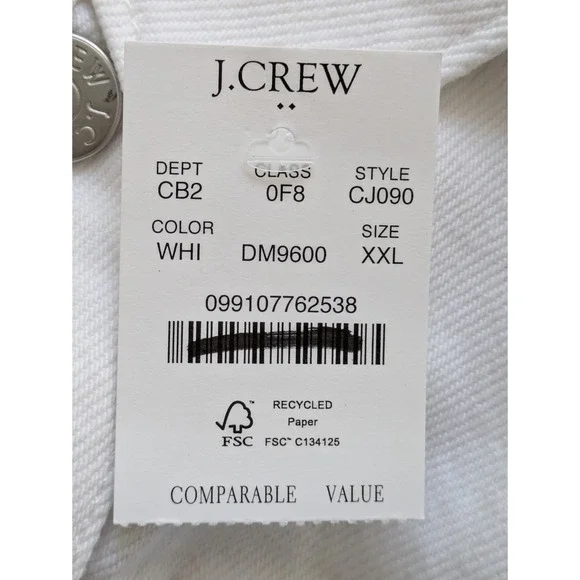 J.CREW
DEPT CLASS STYLE
CB2 0F8 CJ090
COLOR SIZE
WHI DM9600 XXL
099107762538
RECYCLED
Paper
FSC™ C134125
FSC
COMPARABLE VALUE